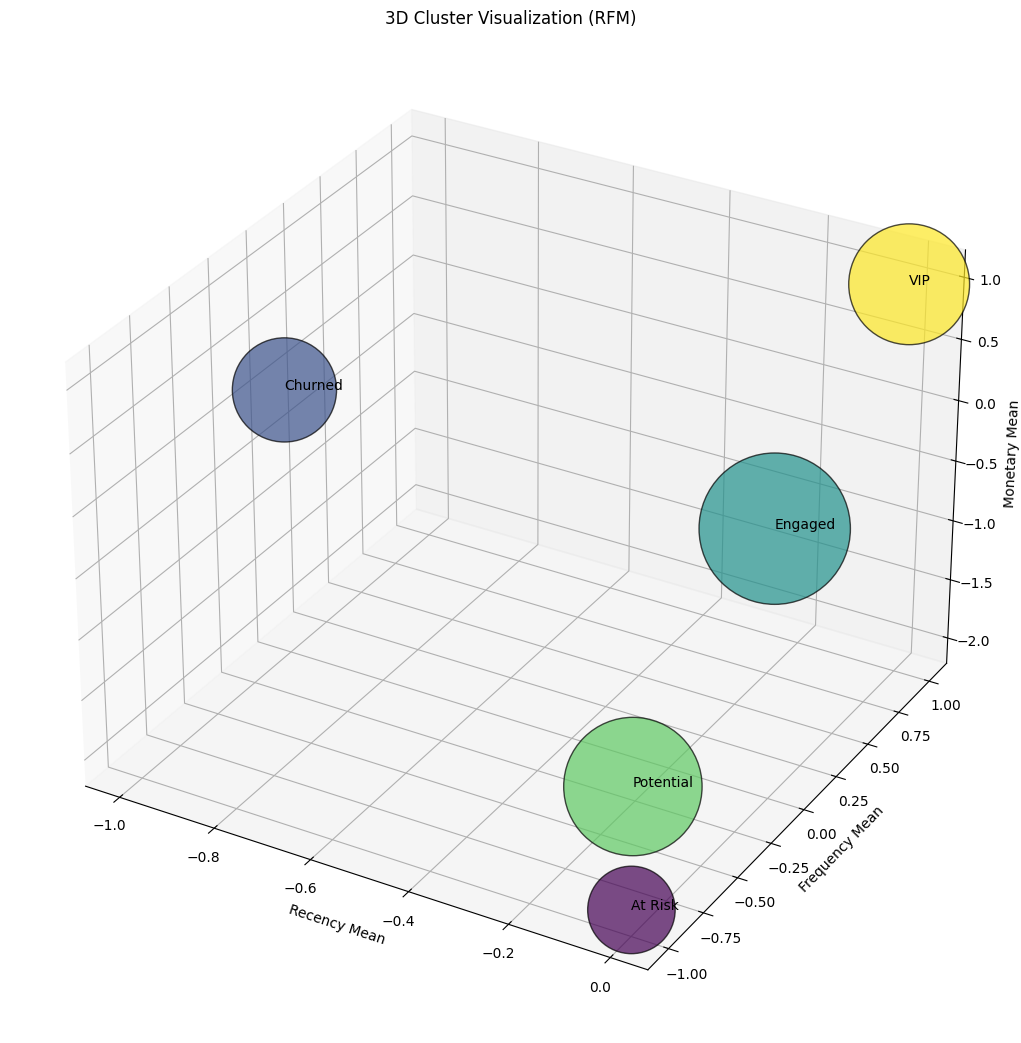 3D Cluster Visualization (RFM)
VIP
Churned
Engaged
Potential
At Risk
1.0
0.5
0.0
−0.5
−1.0
−1.5
−2.0
Monetary Mean
1.00
0.75
0.50
0.25
0.00
−0.25
−0.50
−0.75
−1.00
Frequency Mean
−1.0
−0.8
−0.6
−0.4
−0.2
0.0
Recency Mean